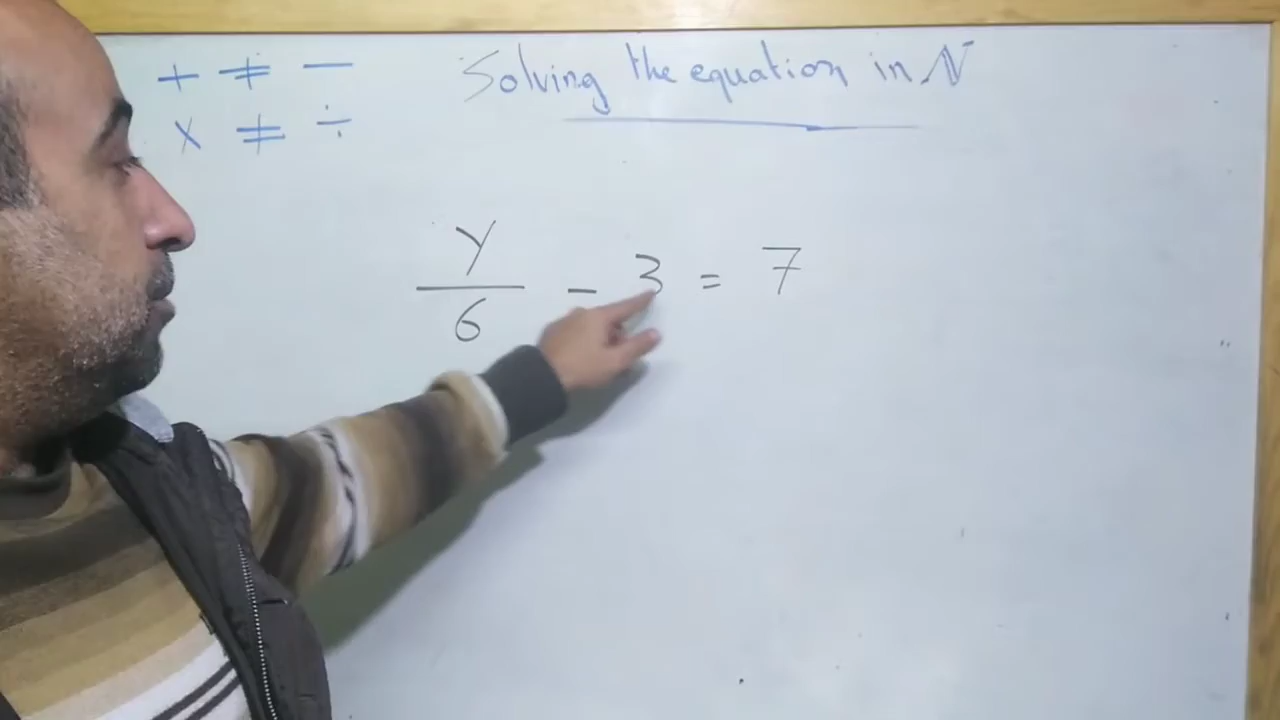 + ≠ −
× ≠ ÷
Solving the equation in ℕ
y/6 - 3 = 7